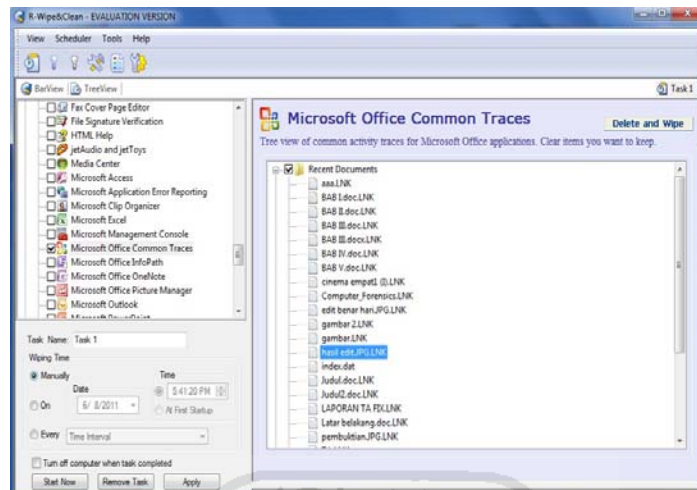 R-Wipe&Clean - EVALUATION VERSION
View Scheduler Tools Help
BarView TreeView Task1
Fax Cover Page Editor
File Signature Verification
HTML Help
jetAudio and jetToys
Media Center
Microsoft Access
Microsoft Application Error Reporting
Microsoft Clip Organizer
Microsoft Excel
Microsoft Management Console
Microsoft Office Common Traces
Microsoft Office InfoPath
Microsoft Office OneNote
Microsoft Office Picture Manager
Microsoft Outlook
Microsoft PowerPoint
Task Name: Task 1
Wiping Time
Manually Time
Date 5:41:20 PM
On 6/ 8/2011 At First Startup
Every Time Interval
Turn off computer when task completed
Start Now Remove Task Apply
Microsoft Office Common Traces
Delete and Wipe
Tree view of common activity traces for Microsoft Office applications. Clear items you want to keep.
Recent Documents
aaa.LNK
BAB I.doc.LNK
BAB II.doc.LNK
BAB III.doc.LNK
BAB III.docx.LNK
BAB IV.doc.LNK
BAB V.doc.LNK
cinema empat1 (I).LNK
Computer_Forensics.LNK
edit benar hari.JPG.LNK
gambar 2.LNK
gambar.LNK
hasil edit.JPG.LNK
index.dat
Judul.doc.LNK
Judul2.doc.LNK
LAPORAN TA FIX.LNK
Latar belakang.doc.LNK
pembuktian.JPG.LNK